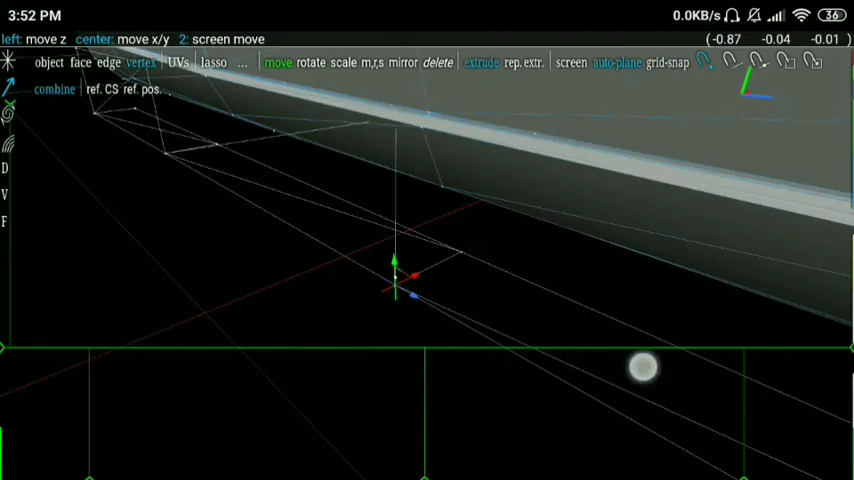 3:52 PM 0.0KB/s 36
left: move z center: move x/y 2: screen move (-0.87 -0.04 -0.01)
object face edge vertex UVs lasso ... move rotate scale m,r,s mirror delete extrude rep. extr. screen auto-plane grid-snap
combine ref. CS ref. pos.
D
V
F